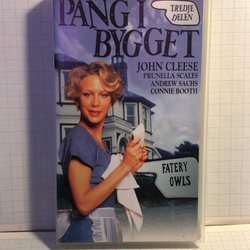 PANG I
TREDJE
DELEN
BYGGET
JOHN CLEESE
PRUNELLA SCALES
ANDREW SACHS
CONNIE BOOTH
FATERY
OWLS